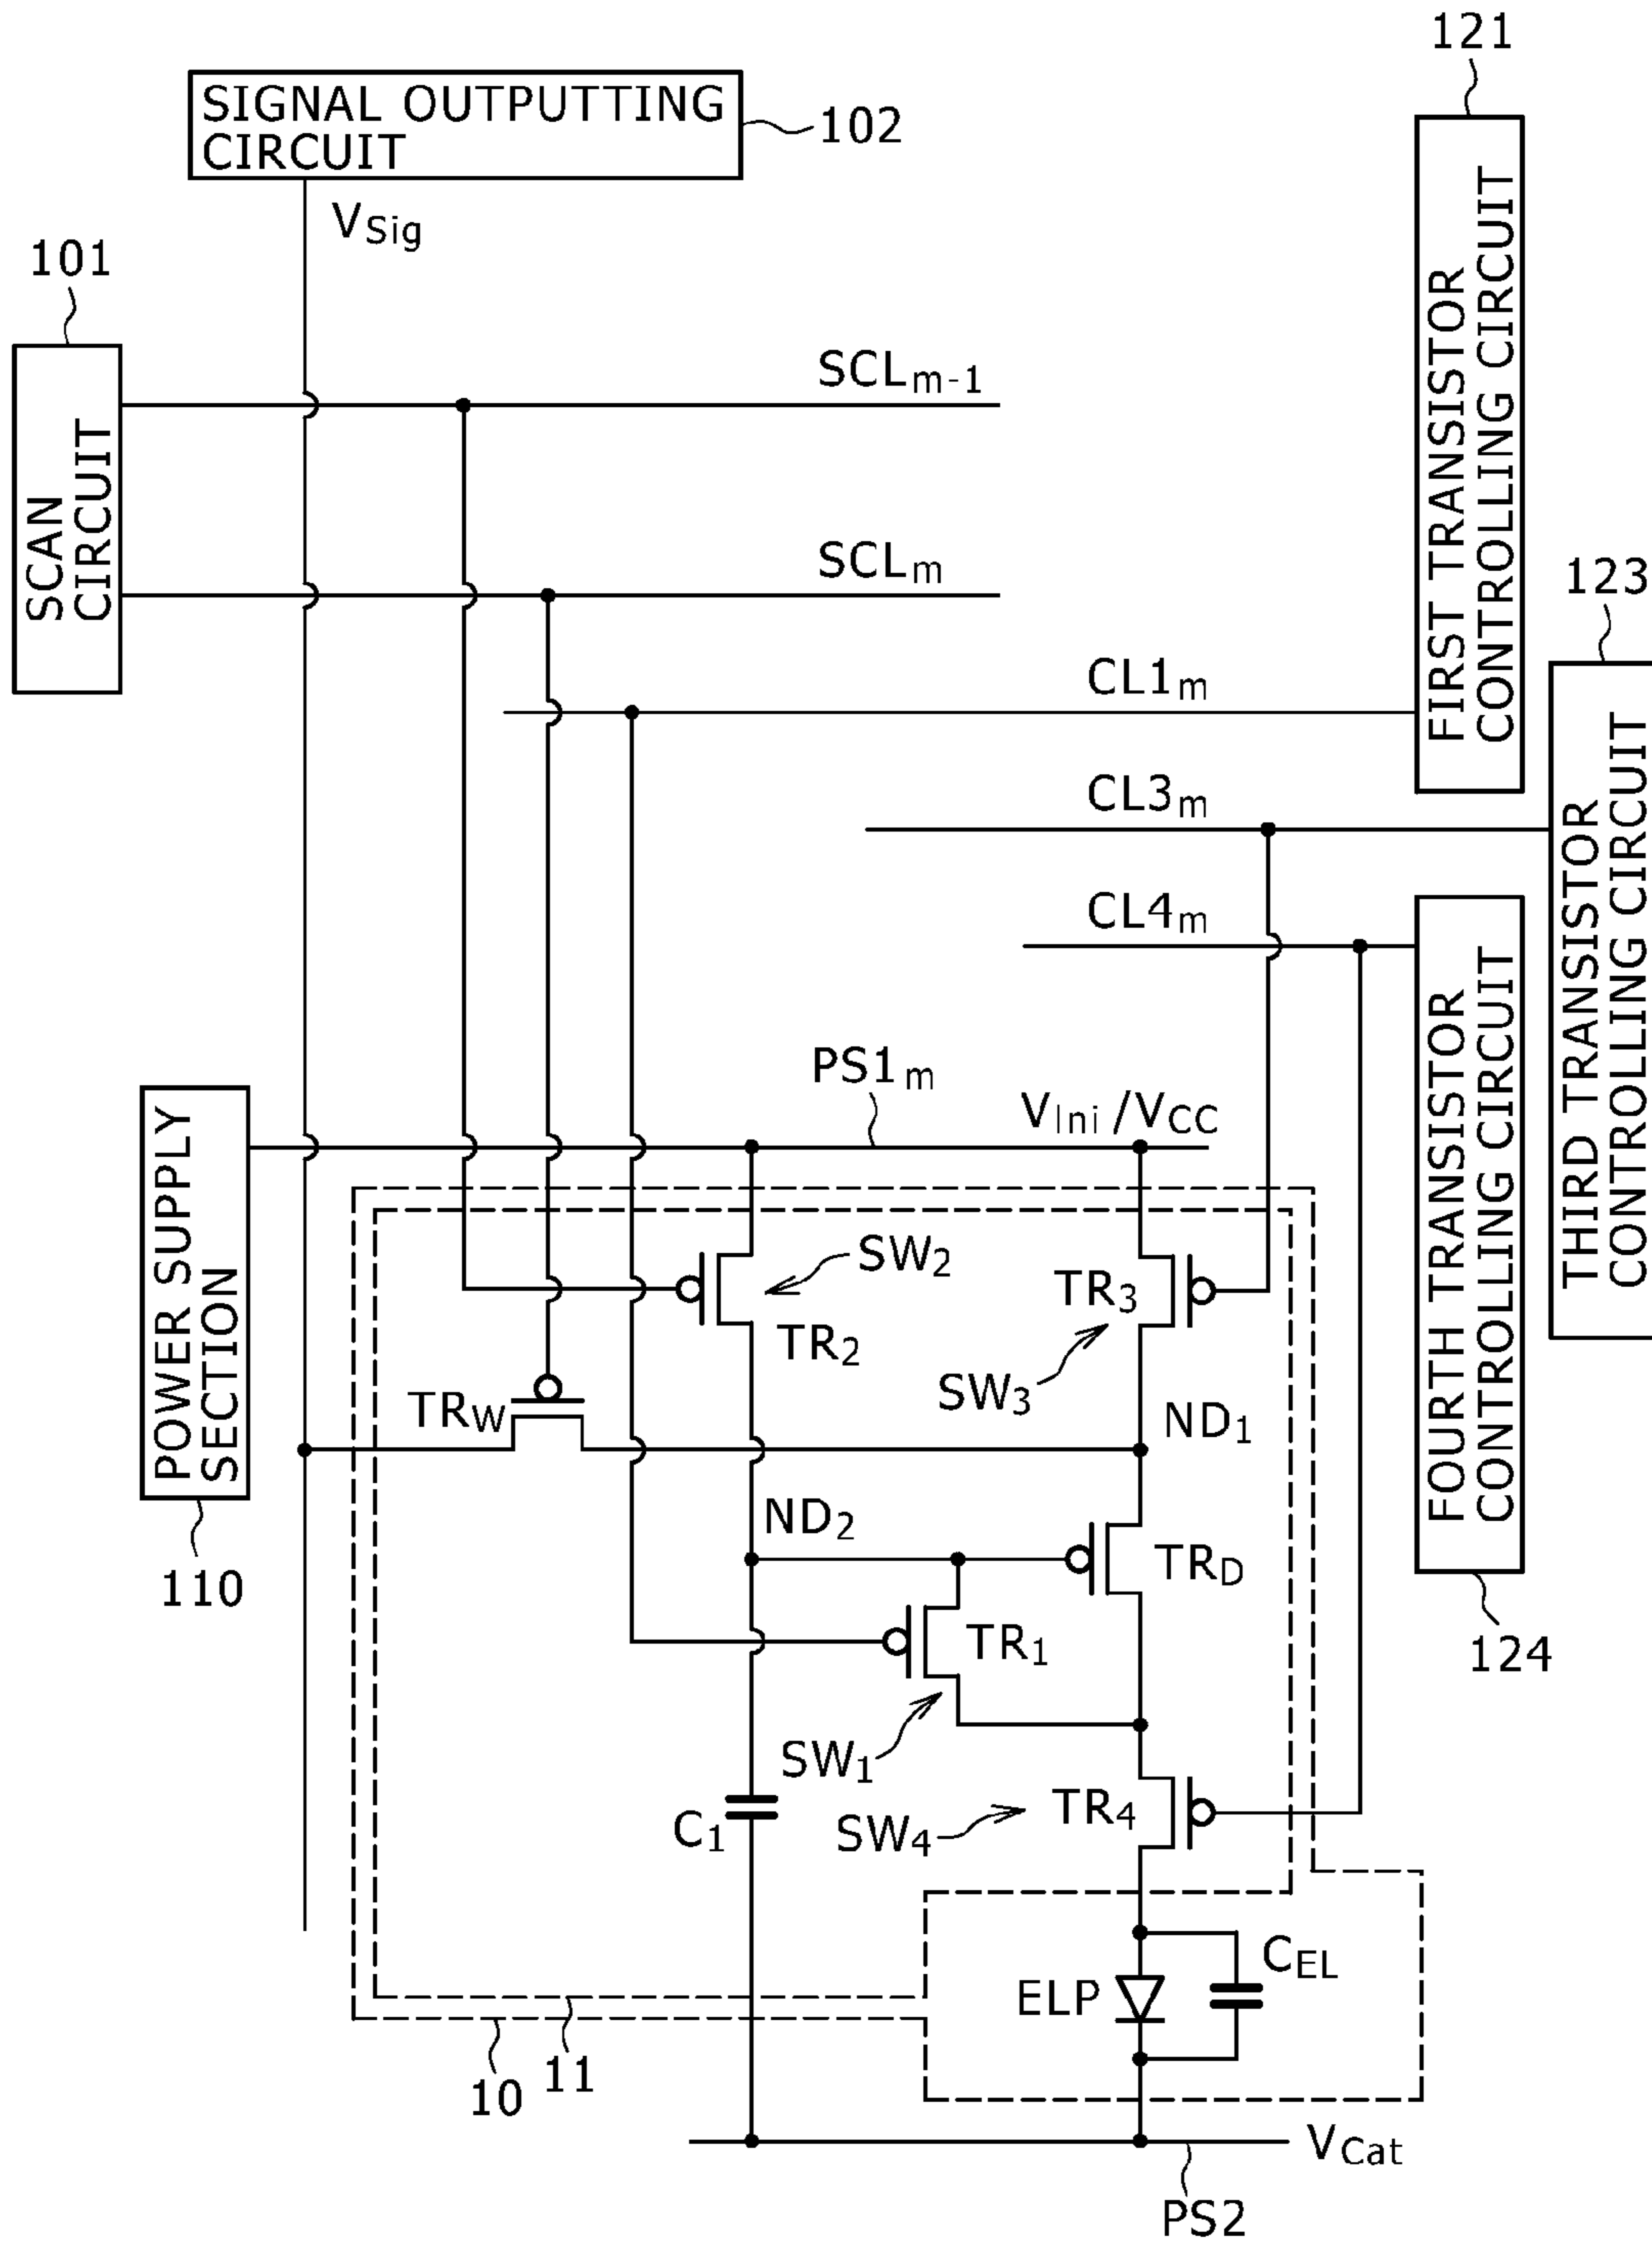 121
SIGNAL OUTPUTTING
CIRCUIT
102
VSig
101
SCAN
CIRCUIT
SCLm-1
SCLm
FIRST TRANSISTOR
CONTROLLING CIRCUIT
123
CL1m
CL3m
CL4m
THIRD TRANSISTOR
CONTROLLING CIRCUIT
FOURTH TRANSISTOR
CONTROLLING CIRCUIT
124
PS1m
VIni /VCC
POWER SUPPLY
SECTION
110
SW2
TR2
TR3
SW3
TRW
ND1
ND2
TRD
TR1
SW1
TR4
SW4
C1
CEL
ELP
11
10
VCat
PS2